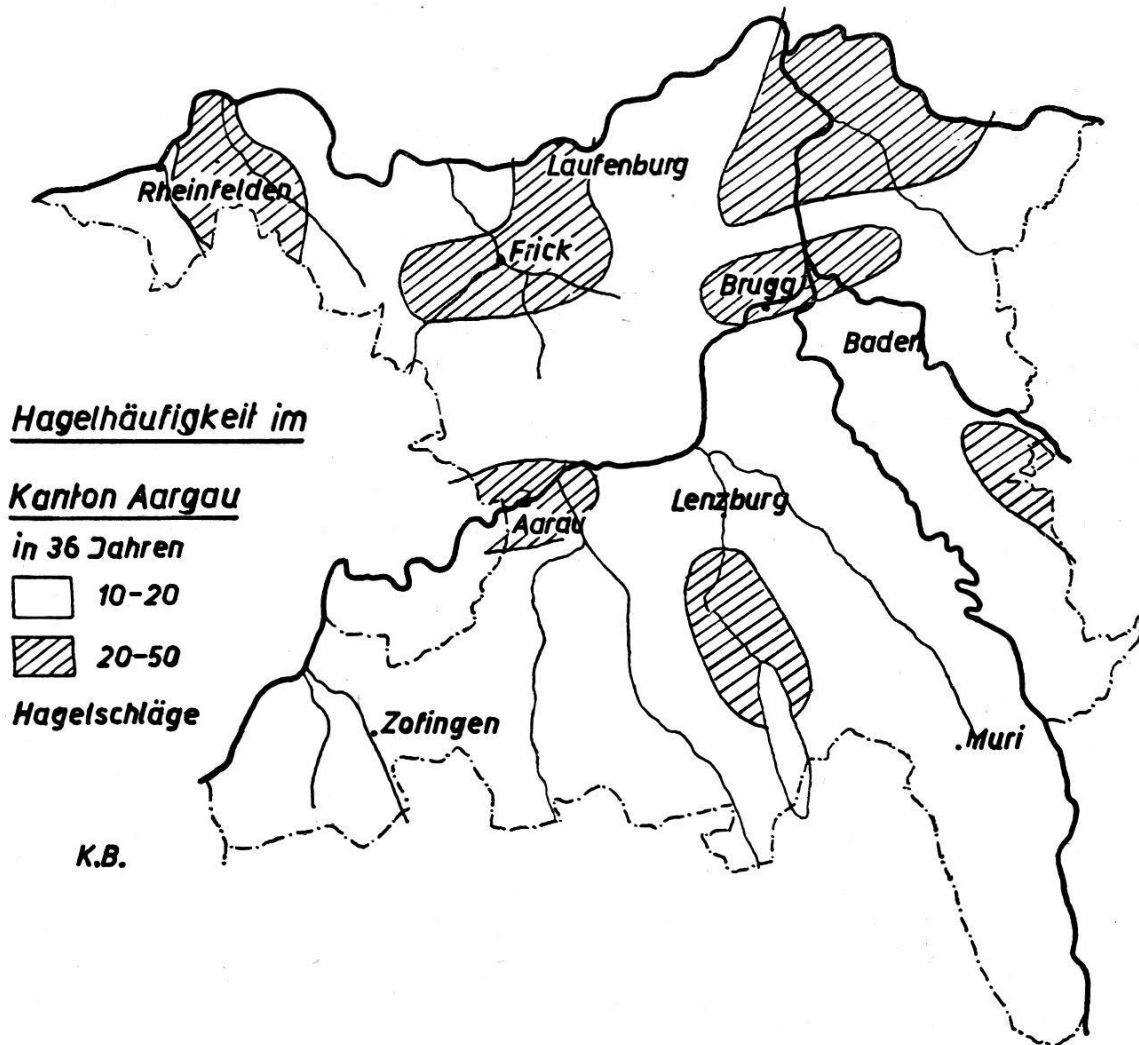 Laufenburg
Rheinfelden
Frick
Brugg
Baden
Hagelhäufigkeit im
Kanton Aargau
in 36 Jahren
10-20
20-50
Hagelschläge
Aarau
Lenzburg
Zofingen
Muri
K.B.